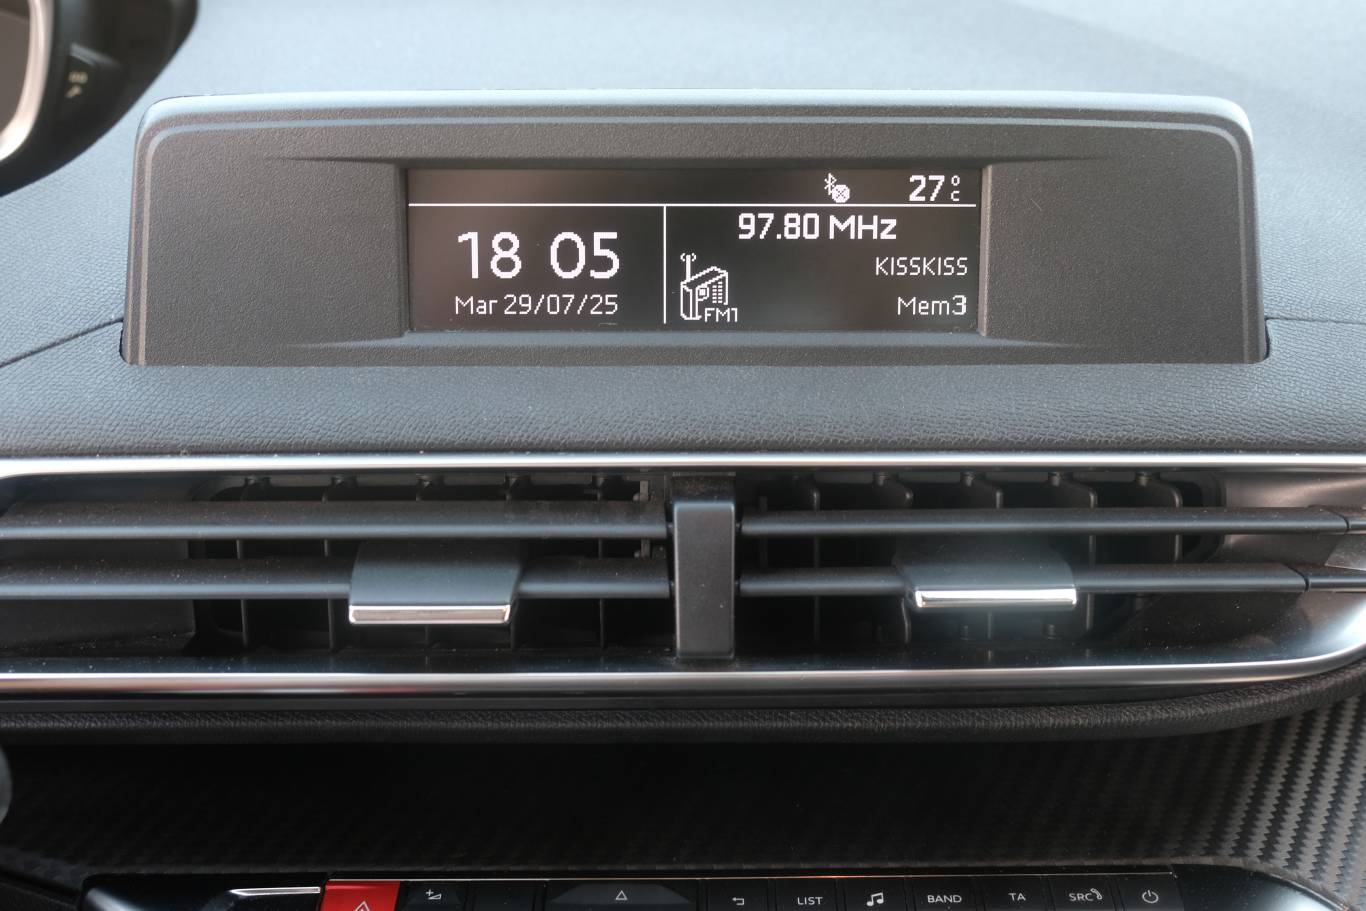 27°C
18 05
Mar 29/07/25
97.80 MHz
KISSKISS
FM1
Mem3
LIST
BAND
TA
SRC